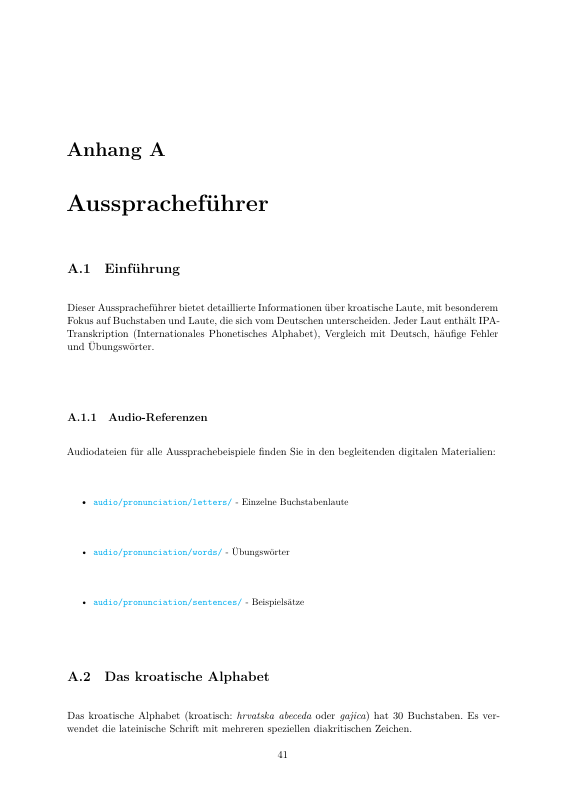 Anhang A
Ausspracheführer
A.1 Einführung
Dieser Ausspracheführer bietet detaillierte Informationen über kroatische Laute, mit besonderem
Fokus auf Buchstaben und Laute, die sich vom Deutschen unterscheiden. Jeder Laut enthält IPA-
Transkription (Internationales Phonetisches Alphabet), Vergleich mit Deutsch, häufige Fehler
und Übungswörter.
A.1.1 Audio-Referenzen
Audiodateien für alle Aussprachebeispiele finden Sie in den begleitenden digitalen Materialien:
• audio/pronunciation/letters/ - Einzelne Buchstabenlaute
• audio/pronunciation/words/ - Übungswörter
• audio/pronunciation/sentences/ - Beispielsätze
A.2 Das kroatische Alphabet
Das kroatische Alphabet (kroatisch: hrvatska abeceda oder gajica) hat 30 Buchstaben. Es ver-
wendet die lateinische Schrift mit mehreren speziellen diakritischen Zeichen.
41